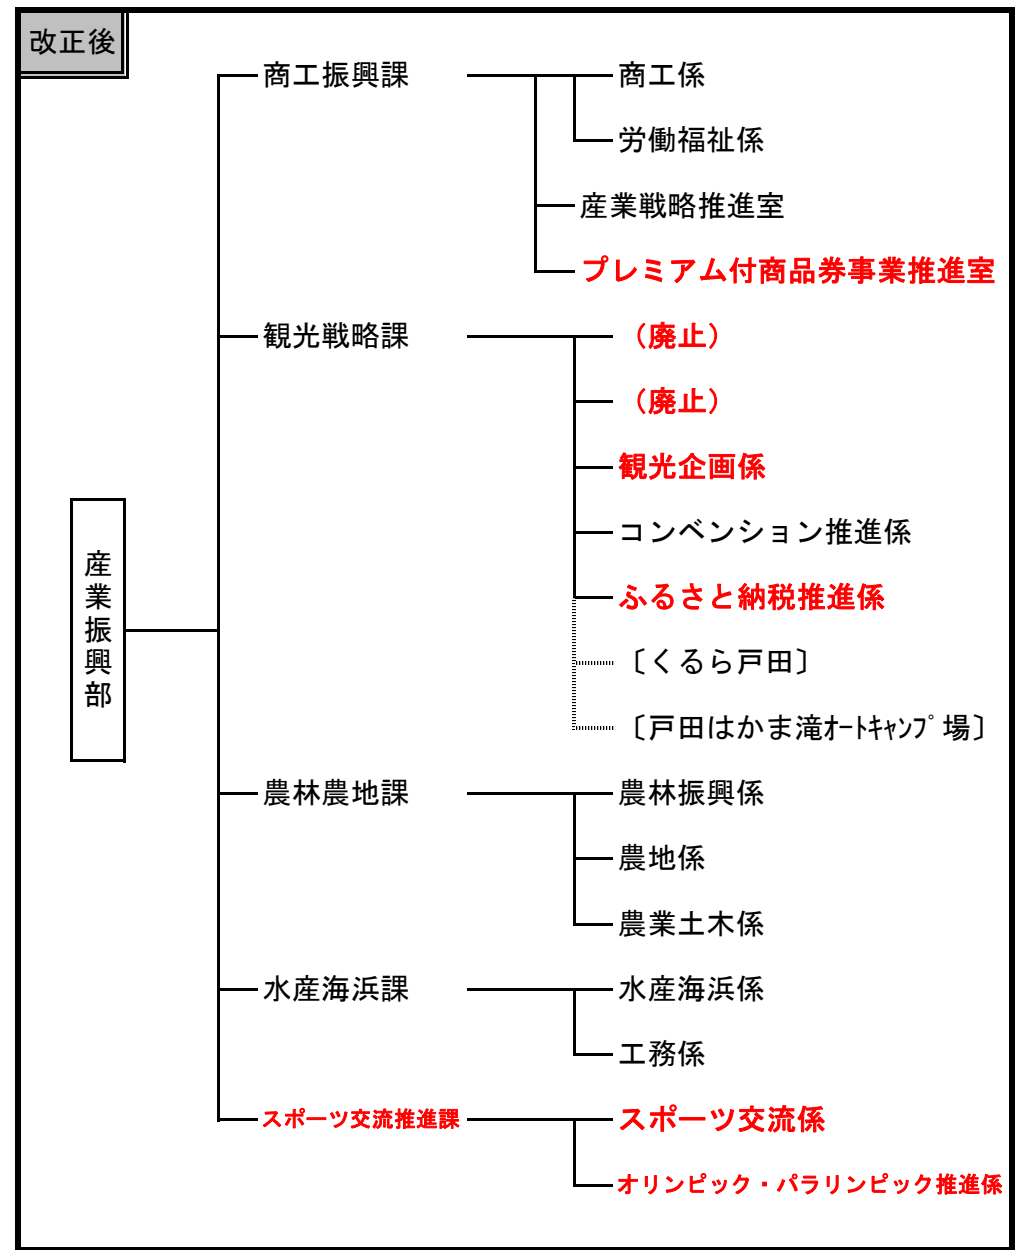 改正後
商工振興課
商工係
労働福祉係
産業戦略推進室
プレミアム付商品券事業推進室
観光戦略課
（廃止）
（廃止）
観光企画係
コンベンション推進係
ふるさと納税推進係
〔くるら戸田〕
〔戸田はかま滝ｵｰﾄｷｬﾝﾌﾟ場〕
産業振興部
農林農地課
農林振興係
農地係
農業土木係
水産海浜課
水産海浜係
工務係
スポーツ交流推進課
スポーツ交流係
オリンピック・パラリンピック推進係